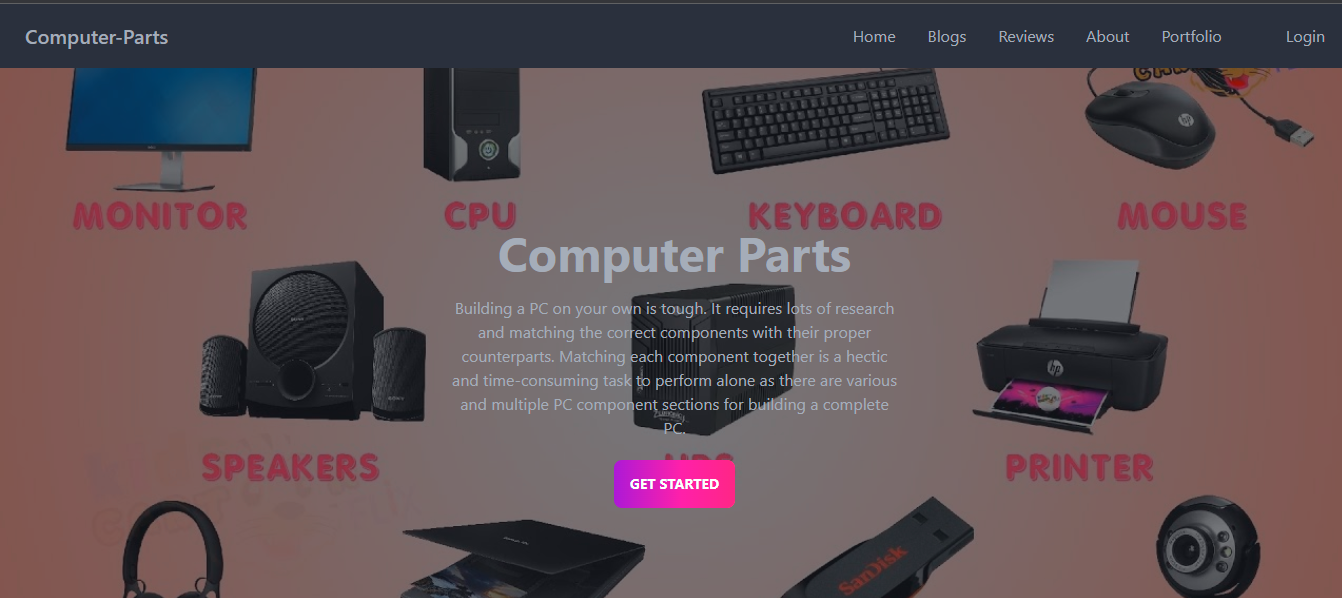 Computer-Parts
Home Blogs Reviews About Portfolio Login
MONITOR CPU KEYBOARD MOUSE
hp
Computer Parts
Building a PC on your own is tough. It requires lots of research
and matching the correct components with their proper
counterparts. Matching each component together is a hectic
and time-consuming task to perform alone as there are various
and multiple PC component sections for building a complete
PC.
hp
SPEAKERS UPS PRINTER
GET STARTED
SanDisk